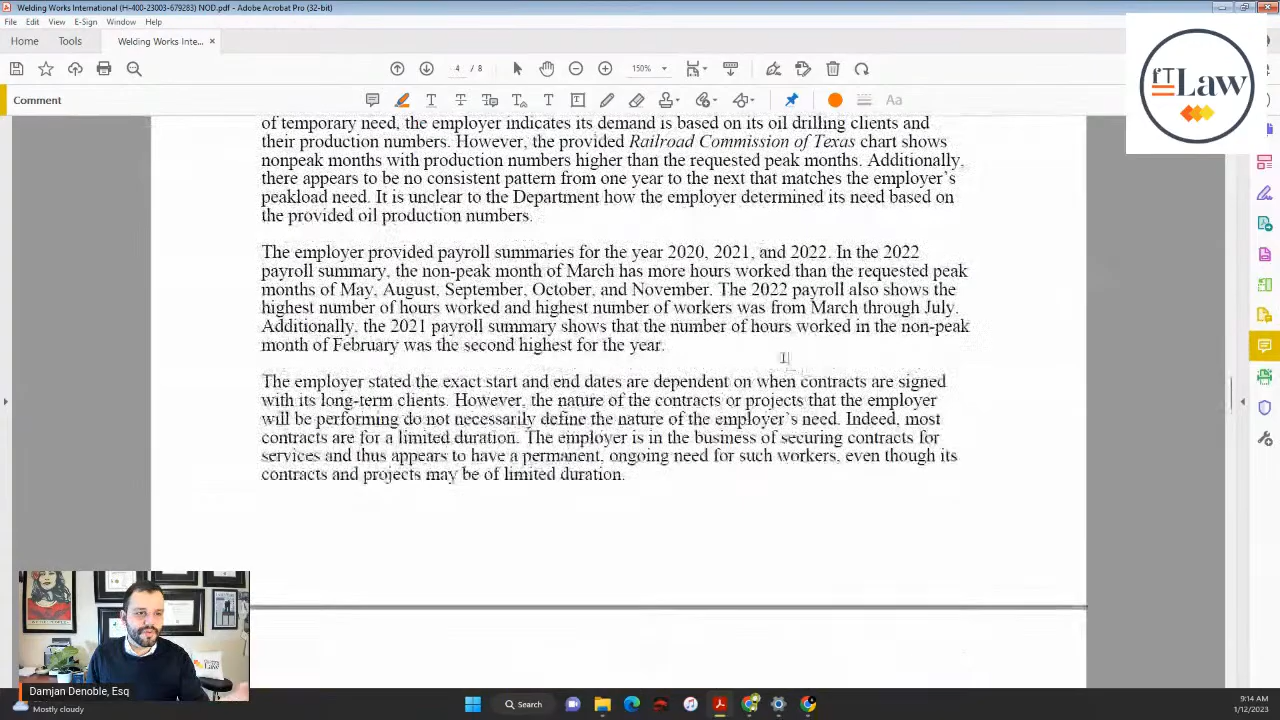 Welding Works International (H-400-23003-679283) NOD.pdf - Adobe Acrobat Pro (32-bit)
File Edit View E-Sign Window Help
Home Tools Welding Works Inte... ×
4 / 8 150%
Comment
fTLaw
of temporary need, the employer indicates its demand is based on its oil drilling clients and
their production numbers. However, the provided Railroad Commission of Texas chart shows
nonpeak months with production numbers higher than the requested peak months. Additionally,
there appears to be no consistent pattern from one year to the next that matches the employer's
peakload need. It is unclear to the Department how the employer determined its need based on
the provided oil production numbers.
The employer provided payroll summaries for the year 2020, 2021, and 2022. In the 2022
payroll summary, the non-peak month of March has more hours worked than the requested peak
months of May, August, September, October, and November. The 2022 payroll also shows the
highest number of hours worked and highest number of workers was from March through July.
Additionally, the 2021 payroll summary shows that the number of hours worked in the non-peak
month of February was the second highest for the year.
The employer stated the exact start and end dates are dependent on when contracts are signed
with its long-term clients. However, the nature of the contracts or projects that the employer
will be performing do not necessarily define the nature of the employer's need. Indeed, most
contracts are for a limited duration. The employer is in the business of securing contracts for
services and thus appears to have a permanent, ongoing need for such workers, even though its
contracts and projects may be of limited duration.
Damjan Denoble, Esq
Mostly cloudy
Search
9:14 AM
1/12/2023